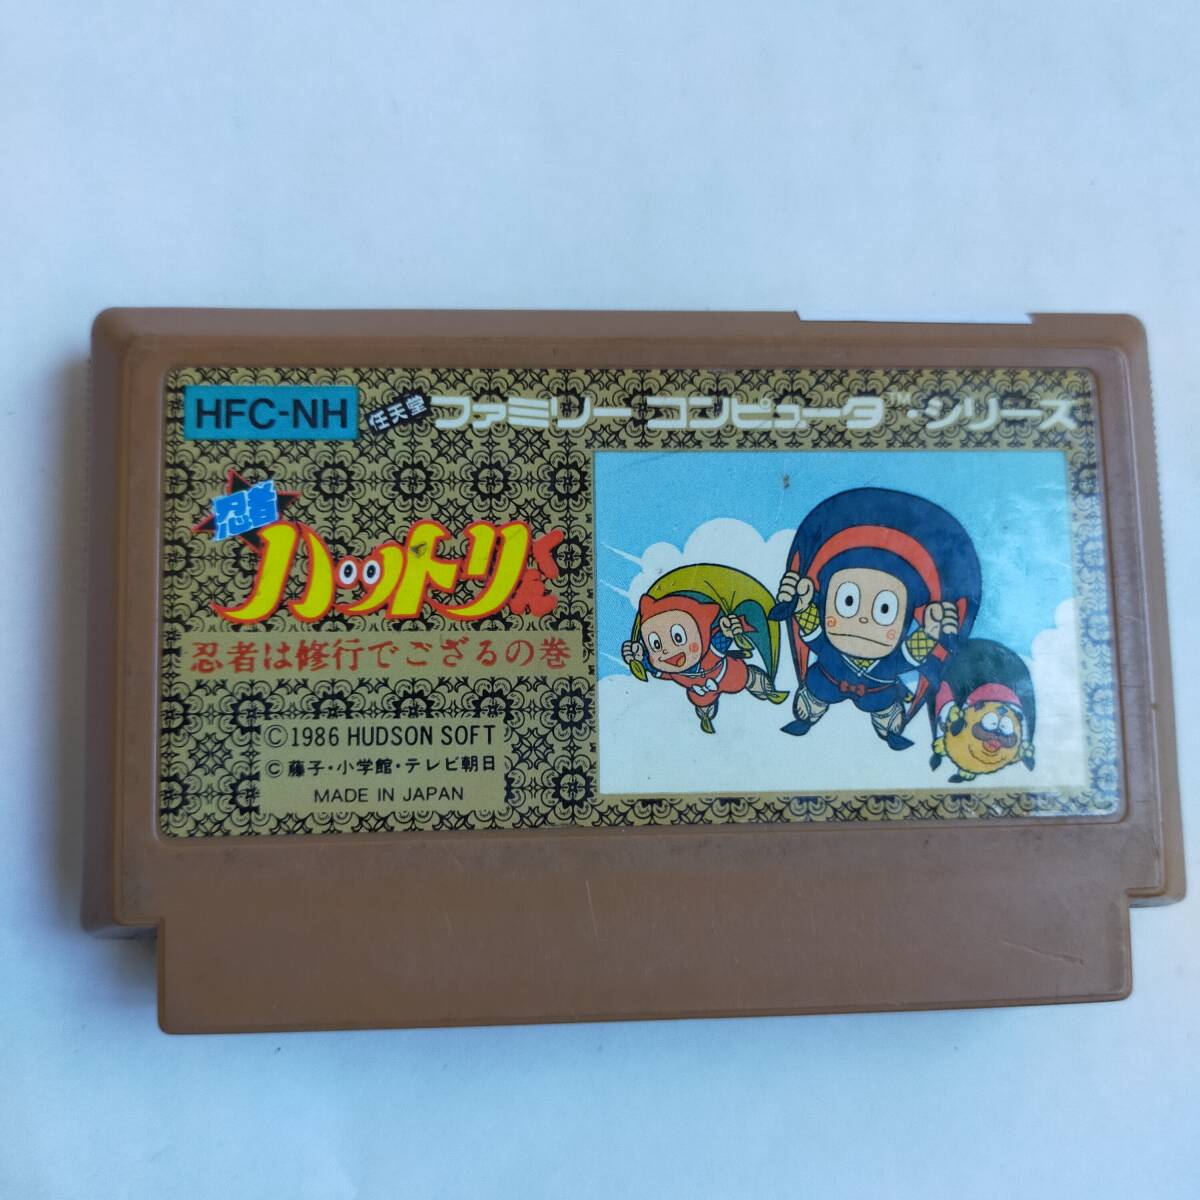 HFC-NH
任天堂 ファミリー コンピュータ™・シリーズ
忍者
ハットリくん
忍者は修行でござるの巻
©1986 HUDSON SOFT
©藤子・小学館・テレビ朝日
MADE IN JAPAN